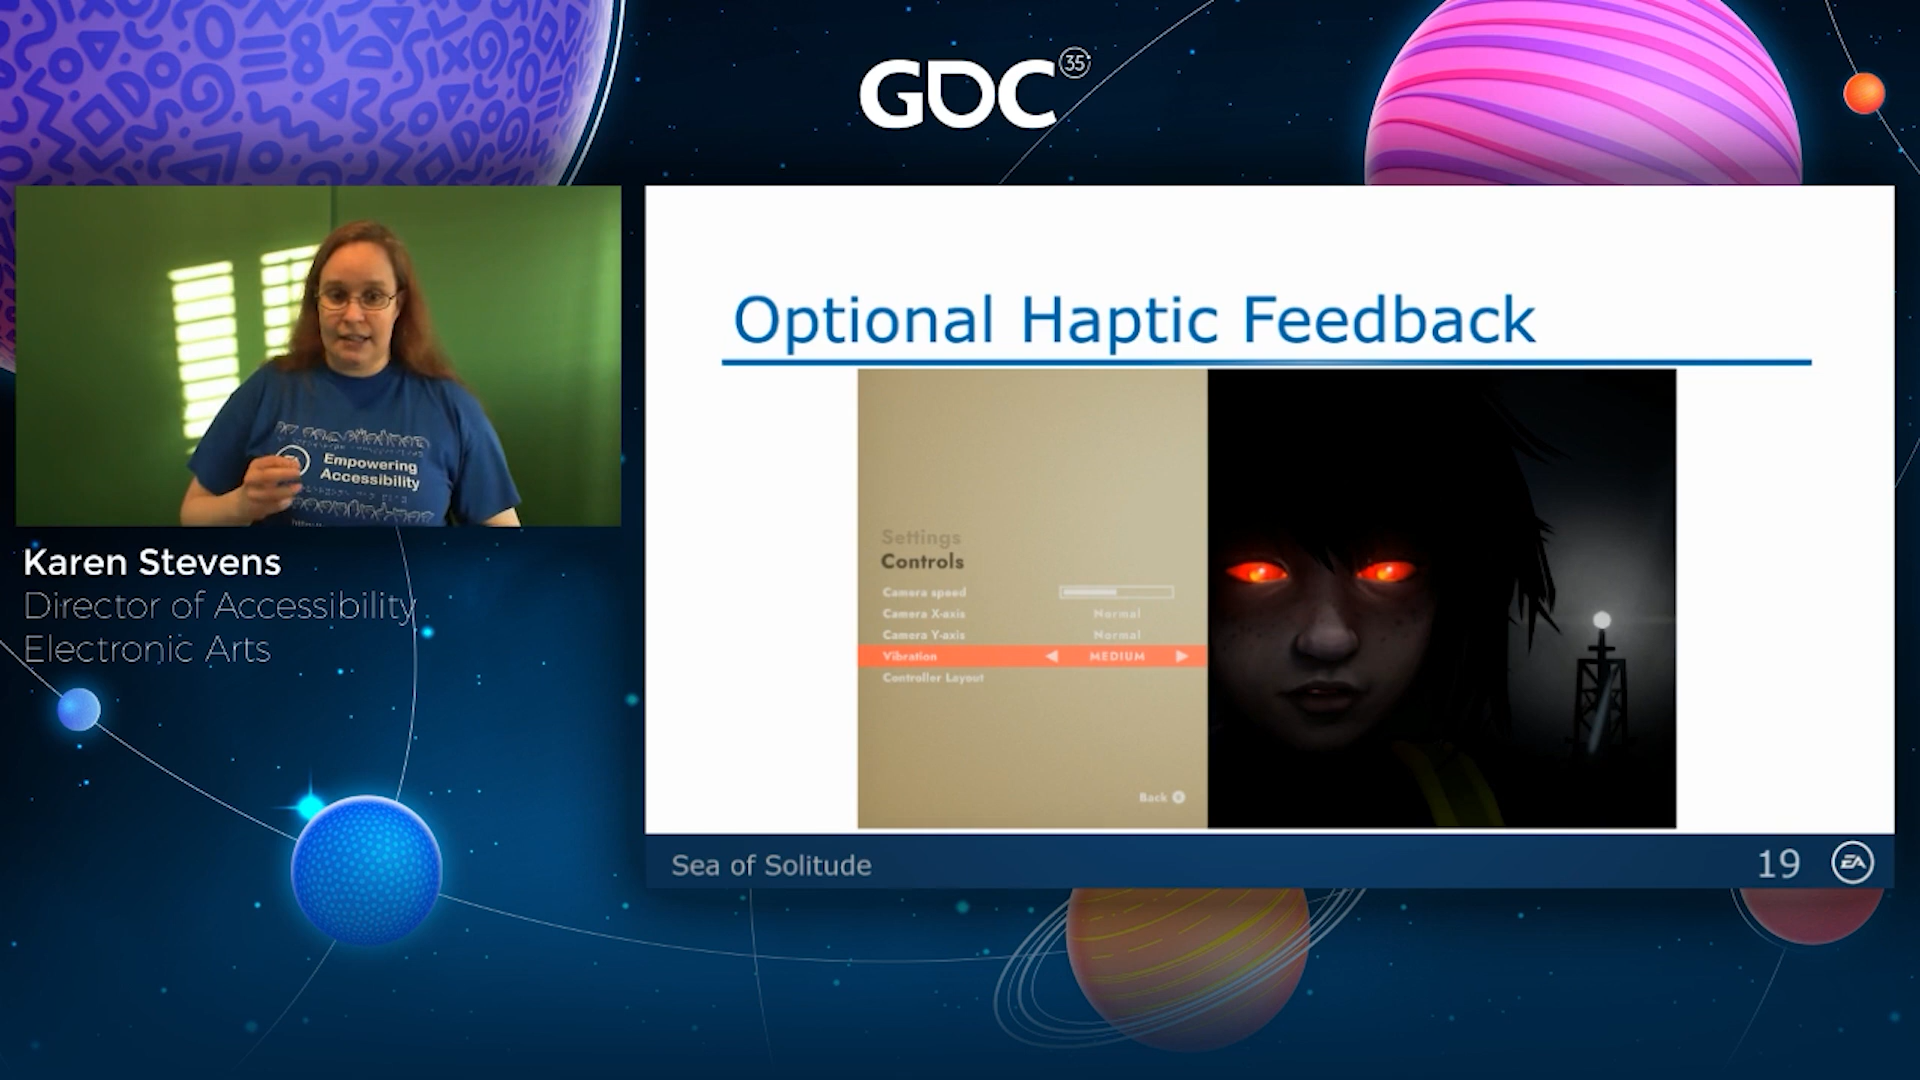 GDC 35
Empowering
Accessibility
Karen Stevens
Director of Accessibility
Electronic Arts
Optional Haptic Feedback
Settings
Controls
Camera speed
Camera X-axis Normal
Camera Y-axis Normal
Vibration MEDIUM
Controller Layout
Back
Sea of Solitude
19 EA